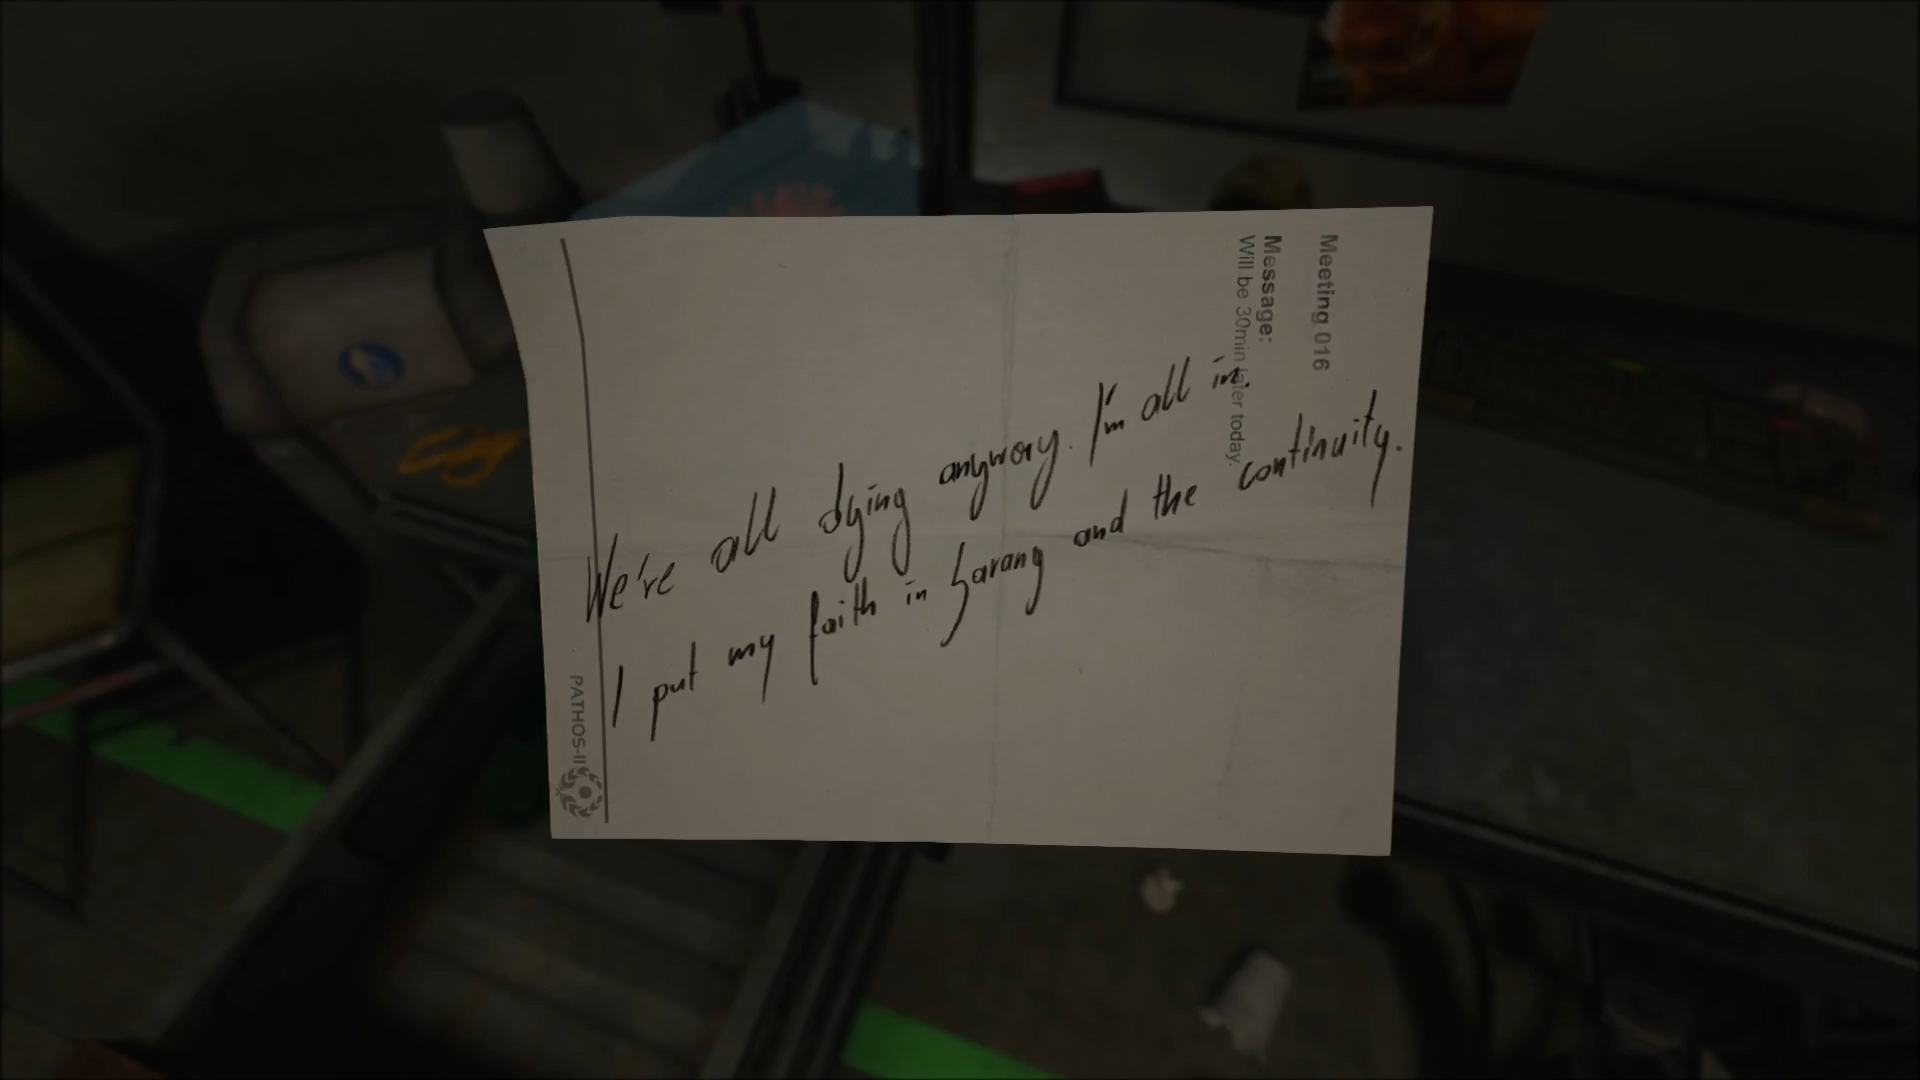 Meeting 016
Message:
Will be 30min later today.
We're all dying anyway. I'm all in.
I put my faith in Sarang and the continuity.
PATHOS-II